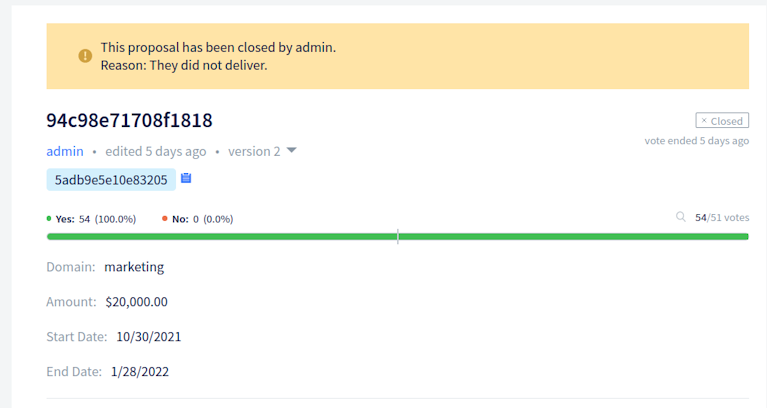 This proposal has been closed by admin.
Reason: They did not deliver.
94c98e71708f1818
× Closed
admin • edited 5 days ago • version 2
vote ended 5 days ago
5adb9e5e10e83205
Yes: 54 (100.0%) No: 0 (0.0%) 54/51 votes
Domain: marketing
Amount: $20,000.00
Start Date: 10/30/2021
End Date: 1/28/2022